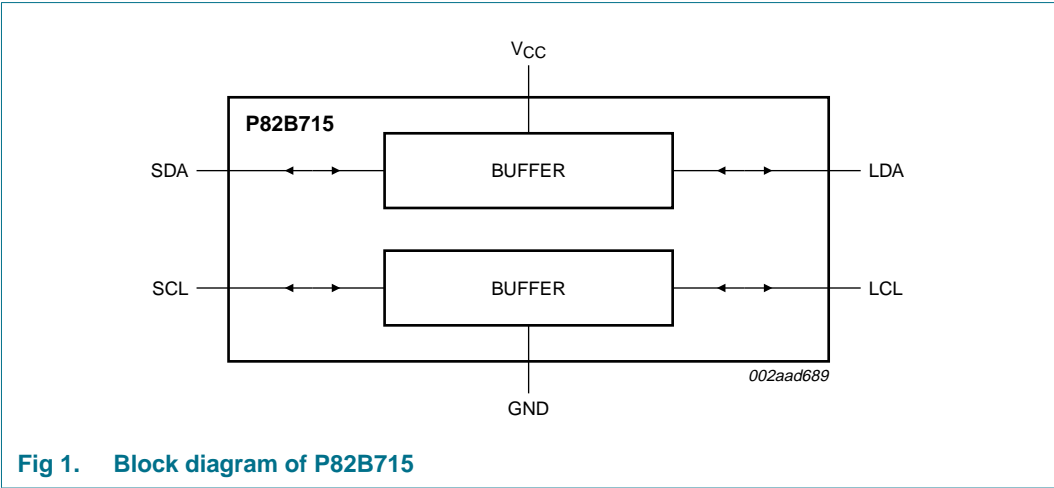 VCC
P82B715
SDA
BUFFER
LDA
SCL
BUFFER
LCL
002aad689
GND
Fig 1. Block diagram of P82B715